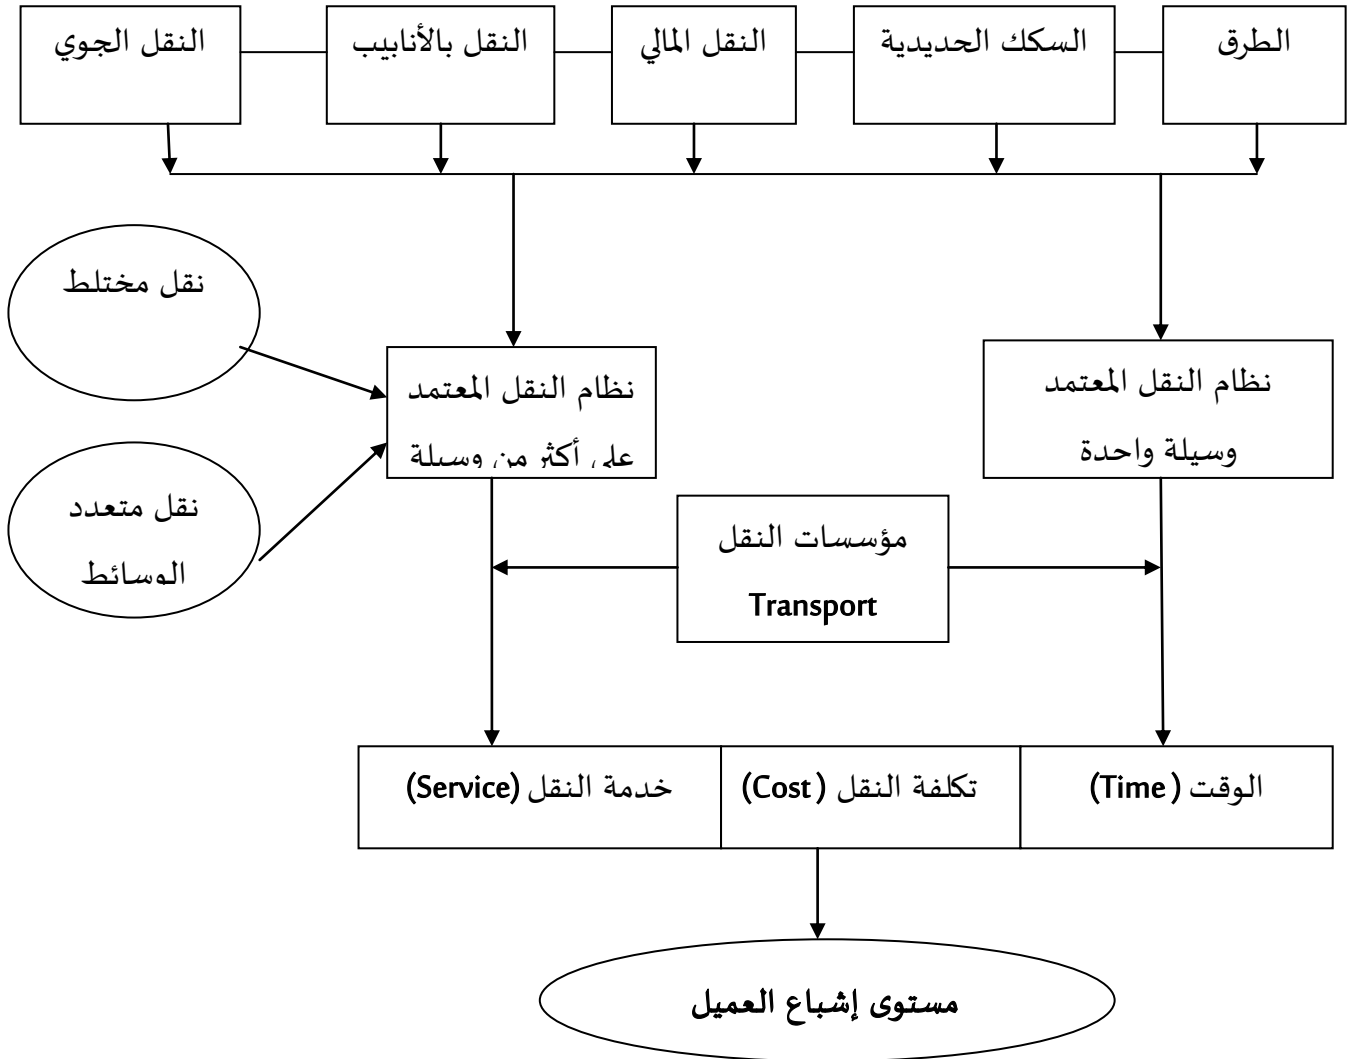 الطرق
السكك الحديدية
النقل المالي
النقل بالأنابيب
النقل الجوي
نقل مختلط
نظام النقل المعتمد
وسيلة واحدة
نظام النقل المعتمد
على أكثر من وسيلة
نقل متعدد
الوسائط
مؤسسات النقل
Transport
الوقت (Time)
تكلفة النقل (Cost)
خدمة النقل (Service)
مستوى إشباع العميل